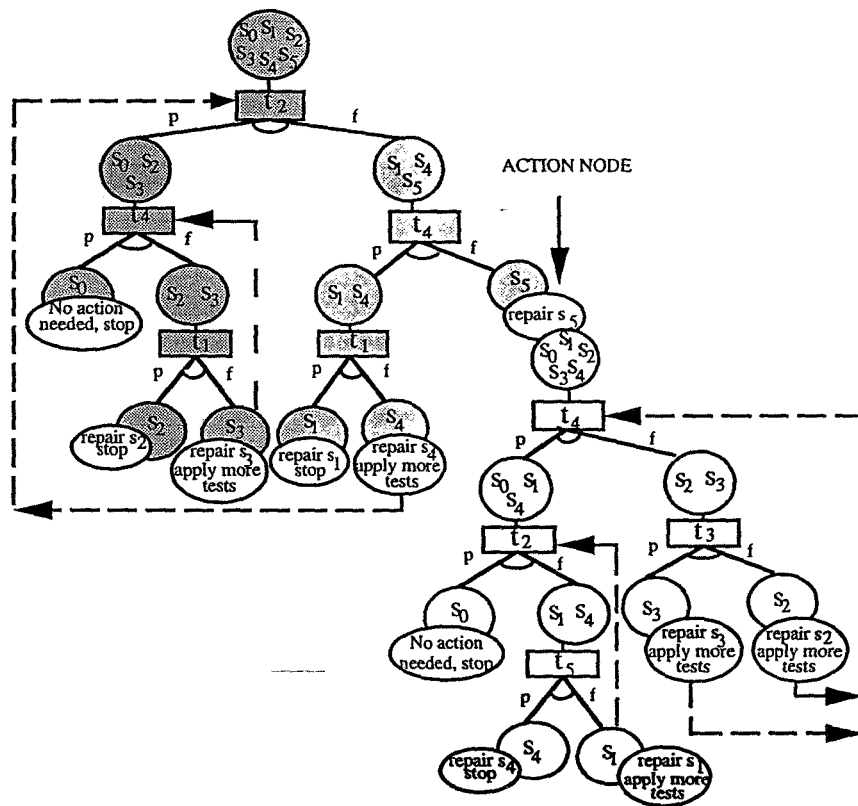 S0 S1 S2
S3 S4 S5
t2
p f
S0 S2
S3
S1 S4
S5
ACTION NODE
t4
t4
p f
p f
S0
No action
needed, stop
S2 S3
S1 S4
S5
repair s5
t1
t1
S0 S1 S2
S3 S4
p f
p f
S2
repair s2
stop
S3
repair s3
apply more
tests
S1
repair s1
stop
S4
repair s4
apply more
tests
t4
p f
S0 S1
S4
S2 S3
t2
t3
p f
p f
S0
No action
needed, stop
S1 S4
S3
repair s3
apply more
tests
S2
repair s2
apply more
tests
t5
p f
S4
repair s4
stop
S1
repair s1
apply more
tests